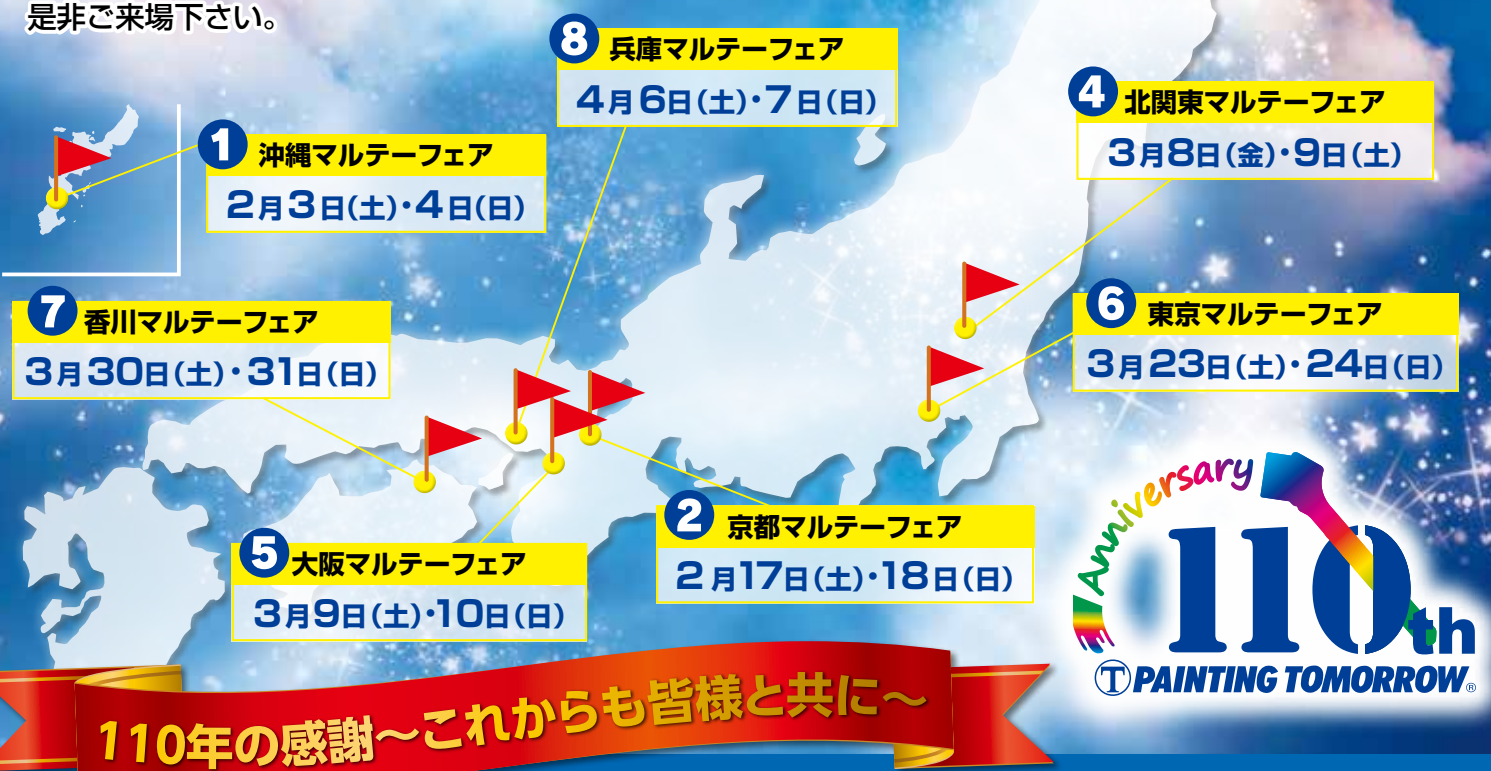 是非ご来場下さい。
8 兵庫マルテーフェア
4月6日(土)・7日(日)
4 北関東マルテーフェア
3月8日(金)・9日(土)
1 沖縄マルテーフェア
2月3日(土)・4日(日)
7 香川マルテーフェア
3月30日(土)・31日(日)
6 東京マルテーフェア
3月23日(土)・24日(日)
2 京都マルテーフェア
2月17日(土)・18日(日)
5 大阪マルテーフェア
3月9日(土)・10日(日)
Anniversary
110th
T PAINTING TOMORROW®
110年の感謝～これからも皆様と共に～